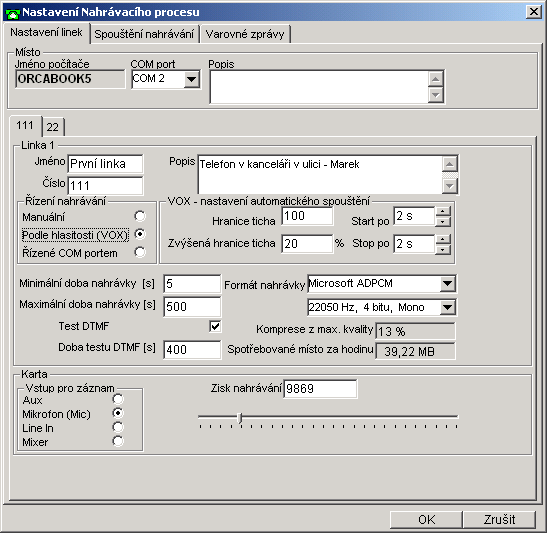 Nastavení Nahrávacího procesu
Nastavení linek Spouštění nahrávání Varovné zprávy
Místo
Jméno počítače COM port Popis
ORCABOOK5 COM 2
111 22
Linka 1
Jméno První linka Popis Telefon v kanceláři v ulici - Marek
Číslo 111
Řízení nahrávání VOX - nastavení automatického spouštění
Manuální Hranice ticha 100 Start po 2 s
Podle hlasitosti (VOX) Zvýšená hranice ticha 20 % Stop po 2 s
Řízené COM portem
Minimální doba nahrávky [s] 5 Formát nahrávky Microsoft ADPCM
Maximální doba nahrávky [s] 500 22050 Hz, 4 bitu, Mono
Test DTMF Komprese z max. kvality 13 %
Doba testu DTMF [s] 400 Spotřebované místo za hodinu 39,22 MB
Karta
Vstup pro záznam Zisk nahrávání 9869
Aux
Mikrofon (Mic)
Line In
Mixer
OK Zrušit